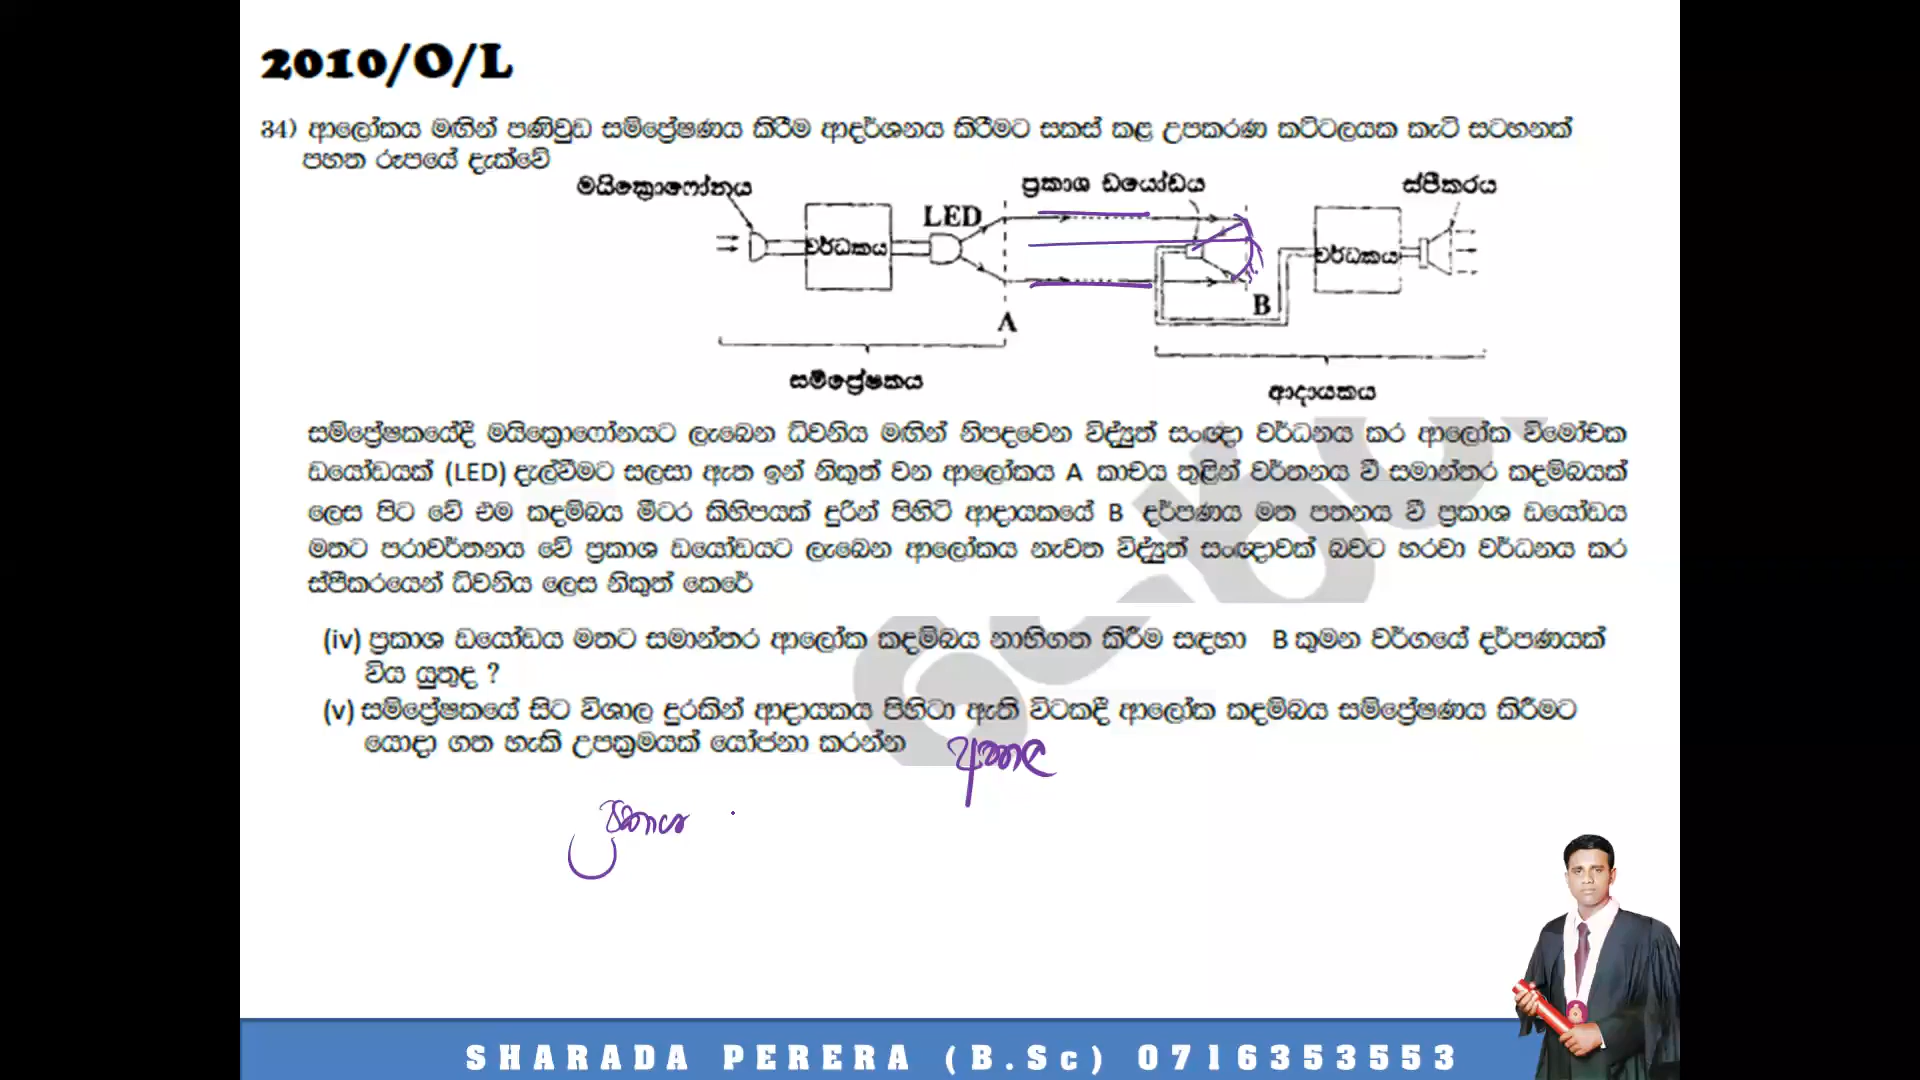 2010/O/L
34) ආලෝකය මඟින් පණිවුඩ සම්ප්‍රේෂණය කිරීම ආදර්ශනය කිරීමට සකස් කළ උපකරණ කට්ටලයක කැටි සටහනක්
පහත රූපයේ දැක්වේ
මයික්‍රොෆෝනය
ප්‍රකාශ ඩයෝඩය
ස්පීකරය
LED
වර්ධකය
වර්ධකය
A
B
සම්ප්‍රේෂකය
ආදායකය
සම්ප්‍රේෂකයේදී මයික්‍රොෆෝනයට ලැබෙන ධ්වනිය මඟින් නිපදවෙන විද්‍යුත් සංඥා වර්ධනය කර ආලෝක විමෝචක
ඩයෝඩයක් (LED) දැල්වීමට සලසා ඇත ඉන් නිකුත් වන ආලෝකය A කාචය තුළින් වර්තනය වී සමාන්තර කදම්බයක්
ලෙස පිට වේ එම කදම්බය මීටර කිහිපයක් දුරින් පිහිටි ආදායකයේ B දර්පණය මත පතනය වී ප්‍රකාශ ඩයෝඩය
මතට පරාවර්තනය වේ ප්‍රකාශ ඩයෝඩයට ලැබෙන ආලෝකය නැවත විද්‍යුත් සංඥාවක් බවට හරවා වර්ධනය කර
ස්පීකරයෙන් ධ්වනිය ලෙස නිකුත් කෙරේ
(iv) ප්‍රකාශ ඩයෝඩය මතට සමාන්තර ආලෝක කදම්බය නාභිගත කිරීම සඳහා B කුමන වර්ගයේ දර්පණයක්
විය යුතුද ?
(v) සම්ප්‍රේෂකයේ සිට විශාල දුරකින් ආදායකය පිහිටා ඇති විටකදී ආලෝක කදම්බය සම්ප්‍රේෂණය කිරීමට
යොදා ගත හැකි උපක්‍රමයක් යෝජනා කරන්න
අවතල
ප්‍රකාශ
SHARADA PERERA (B.Sc) 0716353553